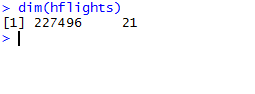 > dim(hflights)
[1] 227496     21
>